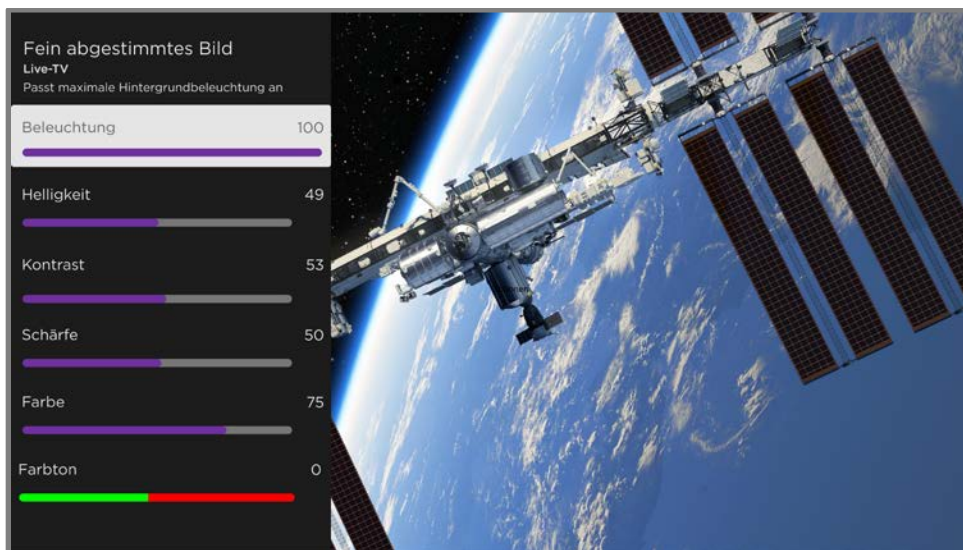 Fein abgestimmtes Bild
Live-TV
Passt maximale Hintergrundbeleuchtung an
Beleuchtung 100
Helligkeit 49
Kontrast 53
Schärfe 50
Farbe 75
Farbton 0